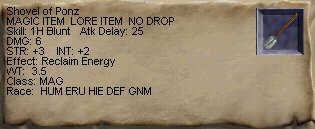 Shovel of Ponz
MAGIC ITEM  LORE ITEM  NO DROP
Skill: 1H Blunt   Atk Delay: 25
DMG: 6
STR: +3   INT: +2
Effect: Reclaim Energy
WT:  3.5
Class: MAG
Race:  HUM ERU HIE DEF GNM